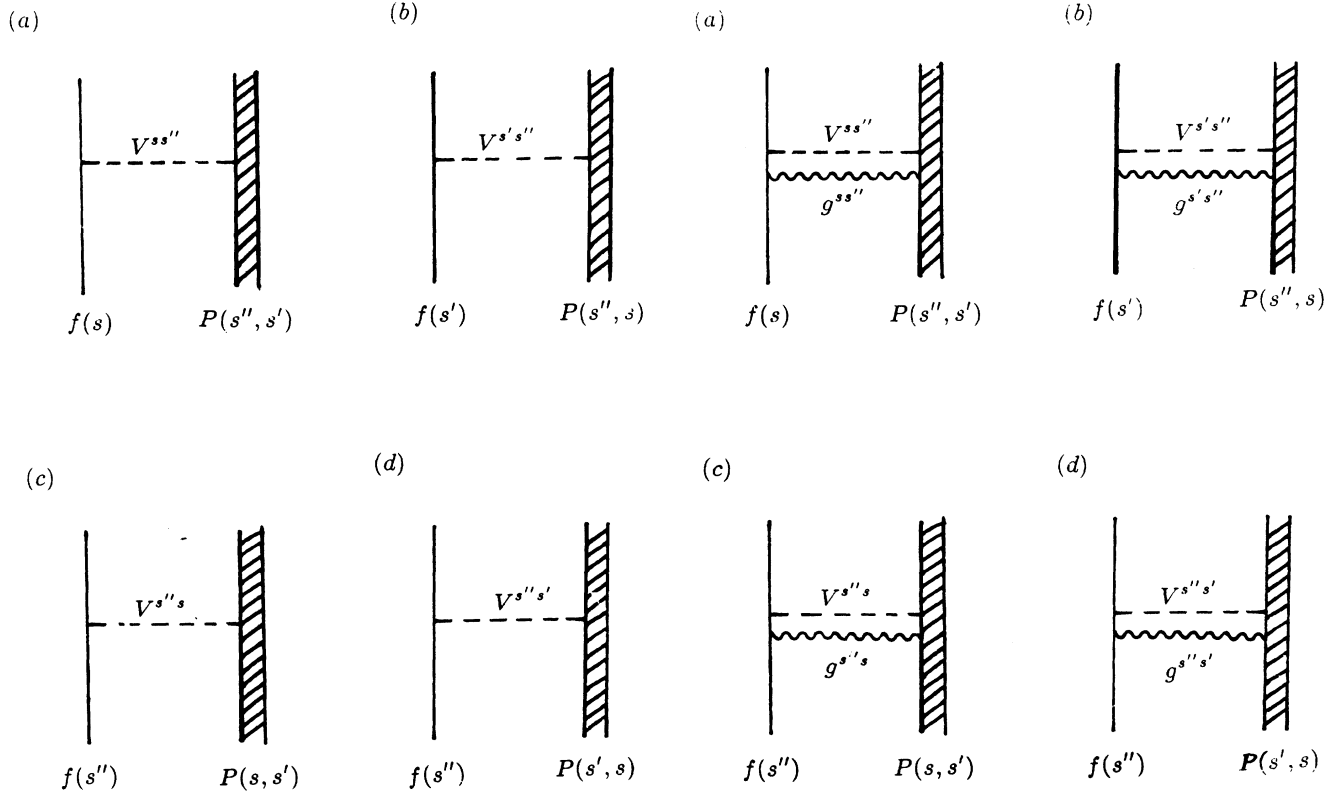 (a) (b) (a) (b)
V^{ss''} V^{s's''} V^{ss''} V^{s's''}
g^{ss''} g^{s's''}
f(s) P(s'',s') f(s') P(s'',s) f(s) P(s'',s') f(s') P(s'',s)
(c) (d) (c) (d)
V^{s''s} V^{s''s'} V^{s''s} V^{s''s'}
g^{s''s} g^{s''s'}
f(s'') P(s,s') f(s'') P(s',s) f(s'') P(s,s') f(s'') P(s',s)